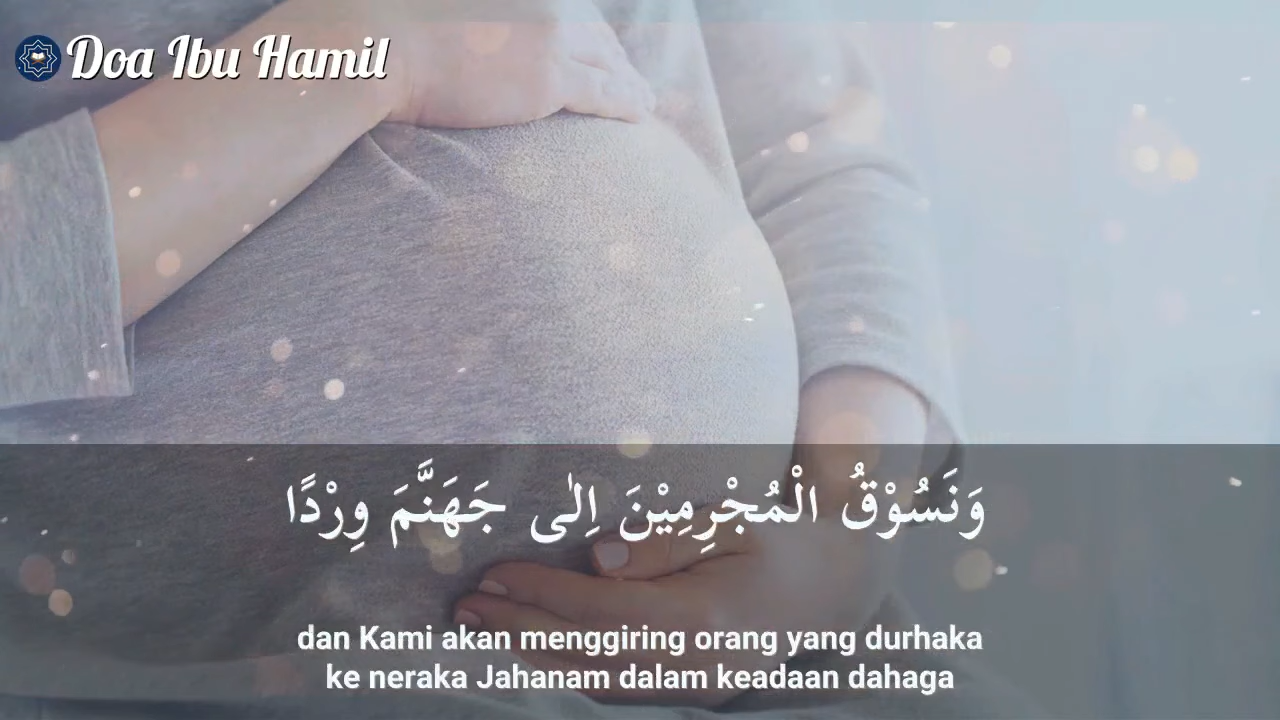 Doa Ibu Hamil
وَنَسُوْقُ الْمُجْرِمِيْنَ اِلٰى جَهَنَّمَ وِرْدًا
dan Kami akan menggiring orang yang durhaka
ke neraka Jahanam dalam keadaan dahaga